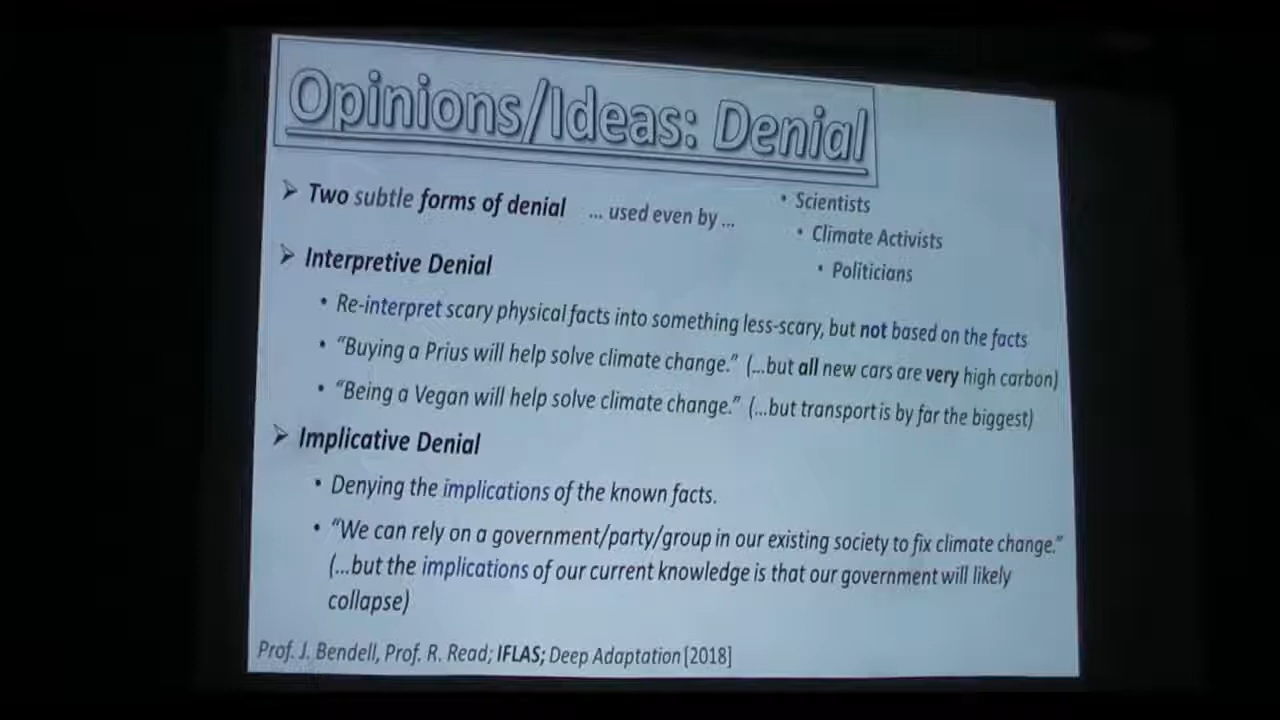 Opinions/Ideas: Denial
➢ Two subtle forms of denial ... used even by ...
• Scientists
• Climate Activists
• Politicians
➢ Interpretive Denial
• Re-interpret scary physical facts into something less-scary, but not based on the facts
• “Buying a Prius will help solve climate change.” (...but all new cars are very high carbon)
• “Being a Vegan will help solve climate change.” (...but transport is by far the biggest)
➢ Implicative Denial
• Denying the implications of the known facts.
• “We can rely on a government/party/group in our existing society to fix climate change.”
(...but the implications of our current knowledge is that our government will likely
collapse)
Prof. J. Bendell, Prof. R. Read; IFLAS; Deep Adaptation [2018]